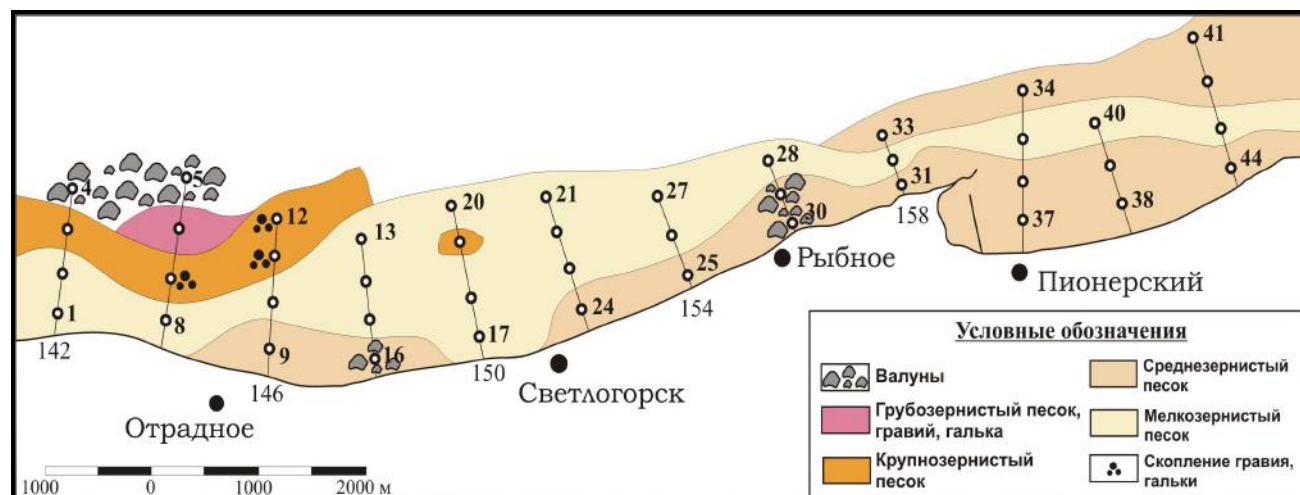 41
34
40
33
28
31
44
4
5
27
21
20
12
30
158
37
38
13
Рыбное
Пионерский
25
154
1
8
24
17
142
9
16
150
146
Светлогорск
Отрадное
1000 0 1000 2000 м
Условные обозначения
Валуны
Среднезернистый
песок
Грубозернистый песок,
гравий, галька
Мелкозернистый
песок
Крупнозернистый
песок
Скопление гравия,
гальки